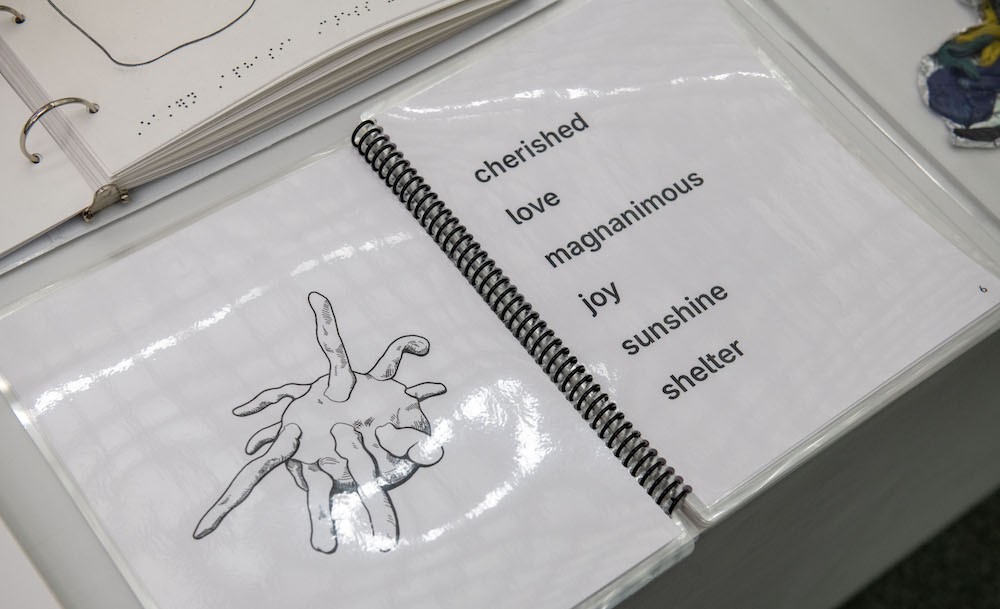 cherished
love
magnanimous
joy
sunshine
shelter
6